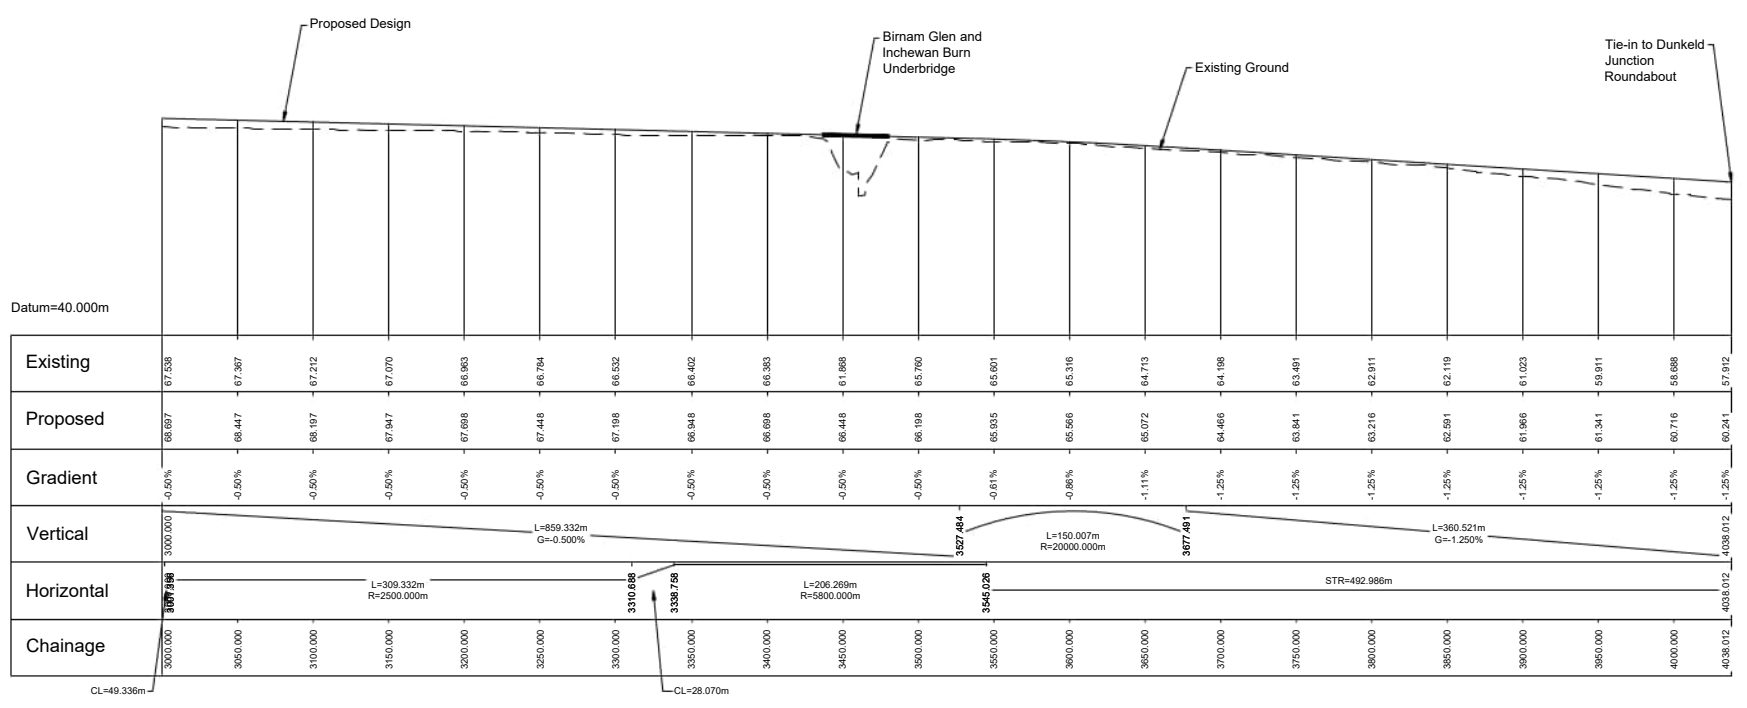 Proposed Design
Birnam Glen and
Inchewan Burn
Underbridge
Existing Ground
Tie-in to Dunkeld
Junction
Roundabout
Datum=40.000m
Existing 67.538 67.367 67.212 67.070 66.963 66.784 66.532 66.402 66.383 61.868 65.760 65.601 65.316 64.713 64.198 63.491 62.911 62.119 61.023 59.911 58.688 57.912
Proposed 68.697 68.447 68.197 67.947 67.698 67.448 67.198 66.948 66.698 66.448 66.198 65.935 65.566 65.072 64.466 63.841 63.216 62.591 61.966 61.341 60.716 60.241
Gradient -0.50% -0.50% -0.50% -0.50% -0.50% -0.50% -0.50% -0.50% -0.50% -0.50% -0.50% -0.61% -0.86% -1.11% -1.25% -1.25% -1.25% -1.25% -1.25% -1.25% -1.25% -1.25%
Vertical
3000.000
L=859.332m
G=-0.500%
3527.484
L=150.007m
R=20000.000m
3677.491
L=360.521m
G=-1.250%
4038.012
Horizontal
L=309.332m
R=2500.000m
3310.688
3338.758
L=206.269m
R=5800.000m
3545.026
STR=492.986m
4038.012
Chainage 3000.000 3050.000 3100.000 3150.000 3200.000 3250.000 3300.000 3350.000 3400.000 3450.000 3500.000 3550.000 3600.000 3650.000 3700.000 3750.000 3800.000 3850.000 3900.000 3950.000 4000.000 4038.012
CL=49.336m
CL=28.070m